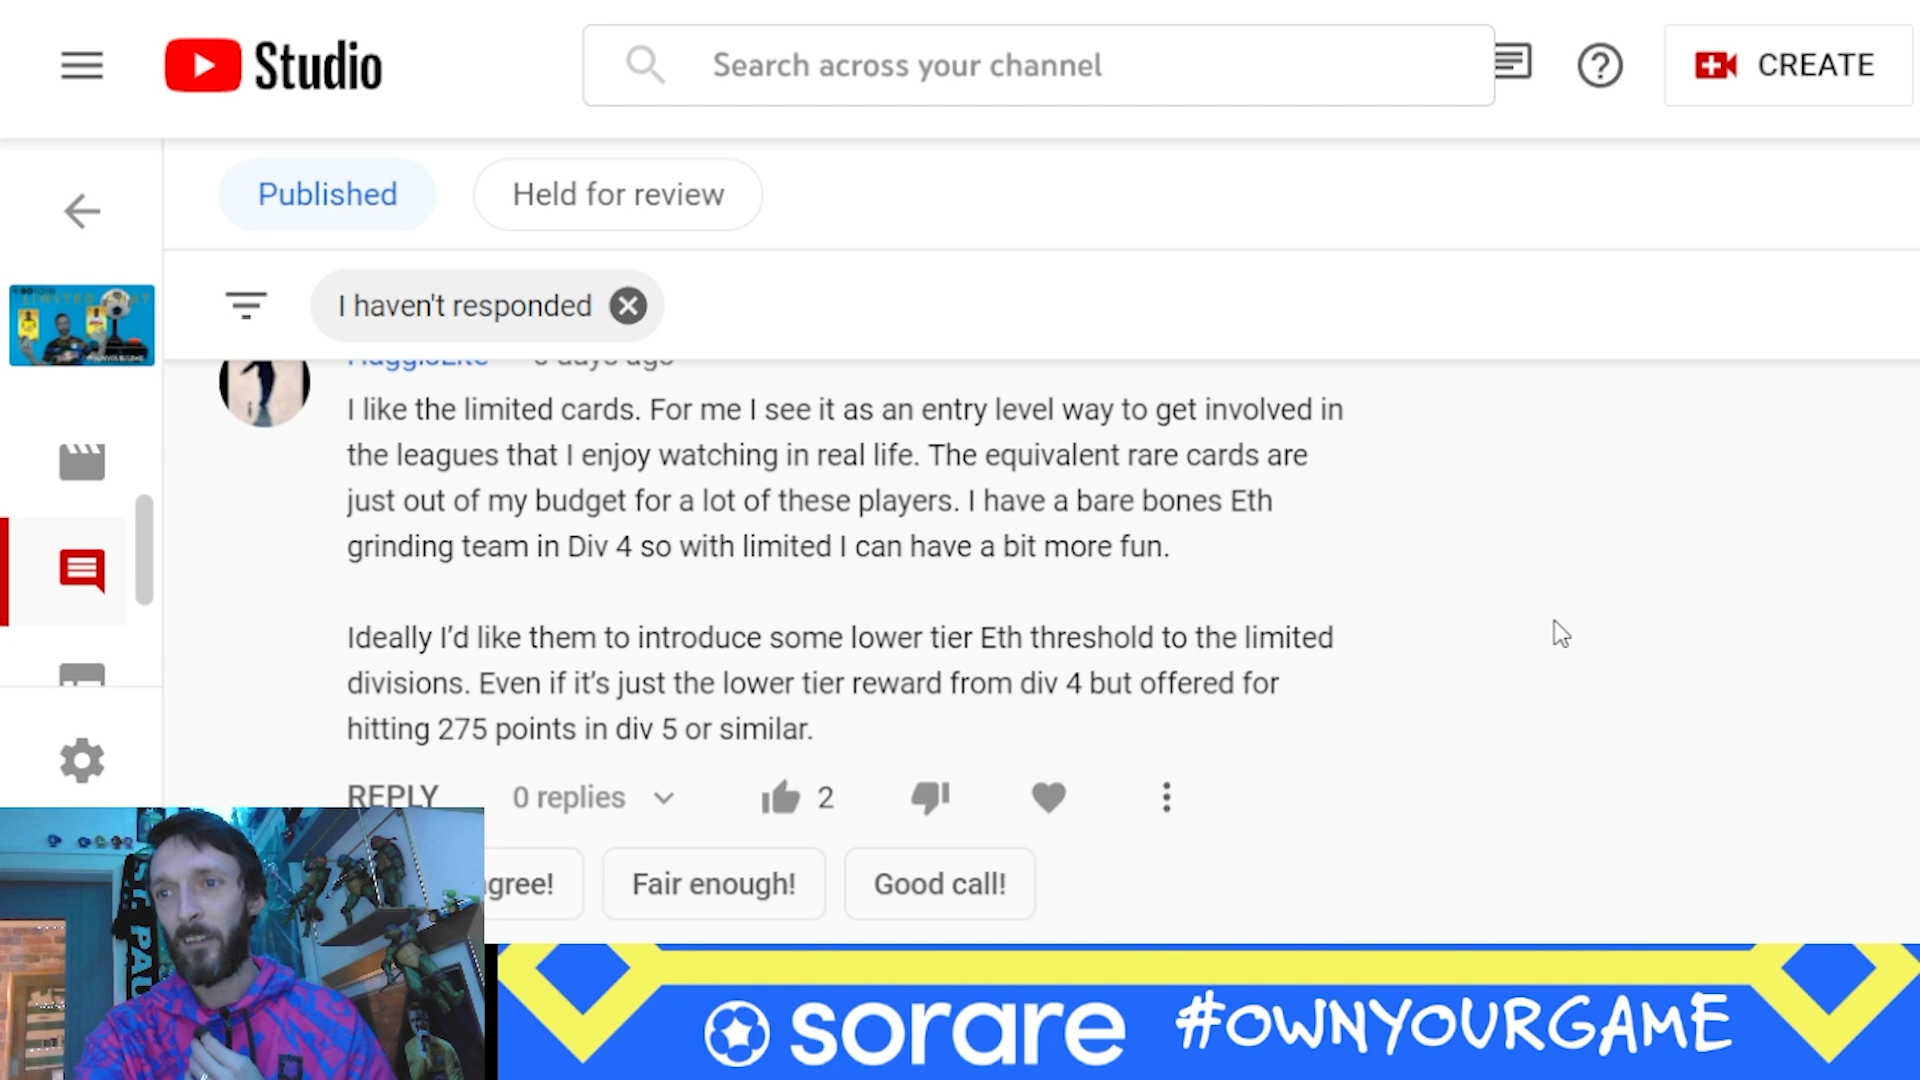 Studio
Search across your channel
CREATE
Published
Held for review
I haven't responded
days ago
I like the limited cards. For me I see it as an entry level way to get involved in
the leagues that I enjoy watching in real life. The equivalent rare cards are
just out of my budget for a lot of these players. I have a bare bones Eth
grinding team in Div 4 so with limited I can have a bit more fun.
Ideally I’d like them to introduce some lower tier Eth threshold to the limited
divisions. Even if it’s just the lower tier reward from div 4 but offered for
hitting 275 points in div 5 or similar.
REPLY
0 replies
2
gree!
Fair enough!
Good call!
sorare
#OWNYOURGAME